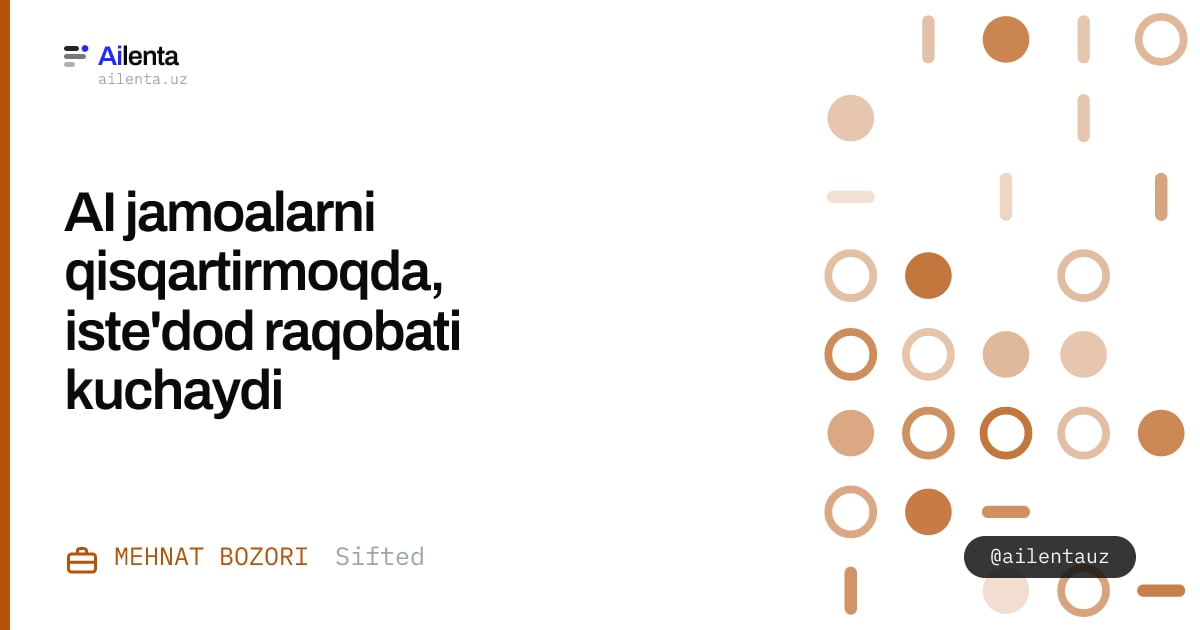 Ailenta
ailenta.uz
AI jamoalarni
qisqartirmoqda,
iste'dod raqobati
kuchaydi
MEHNAT BOZORI Sifted
@ailentauz